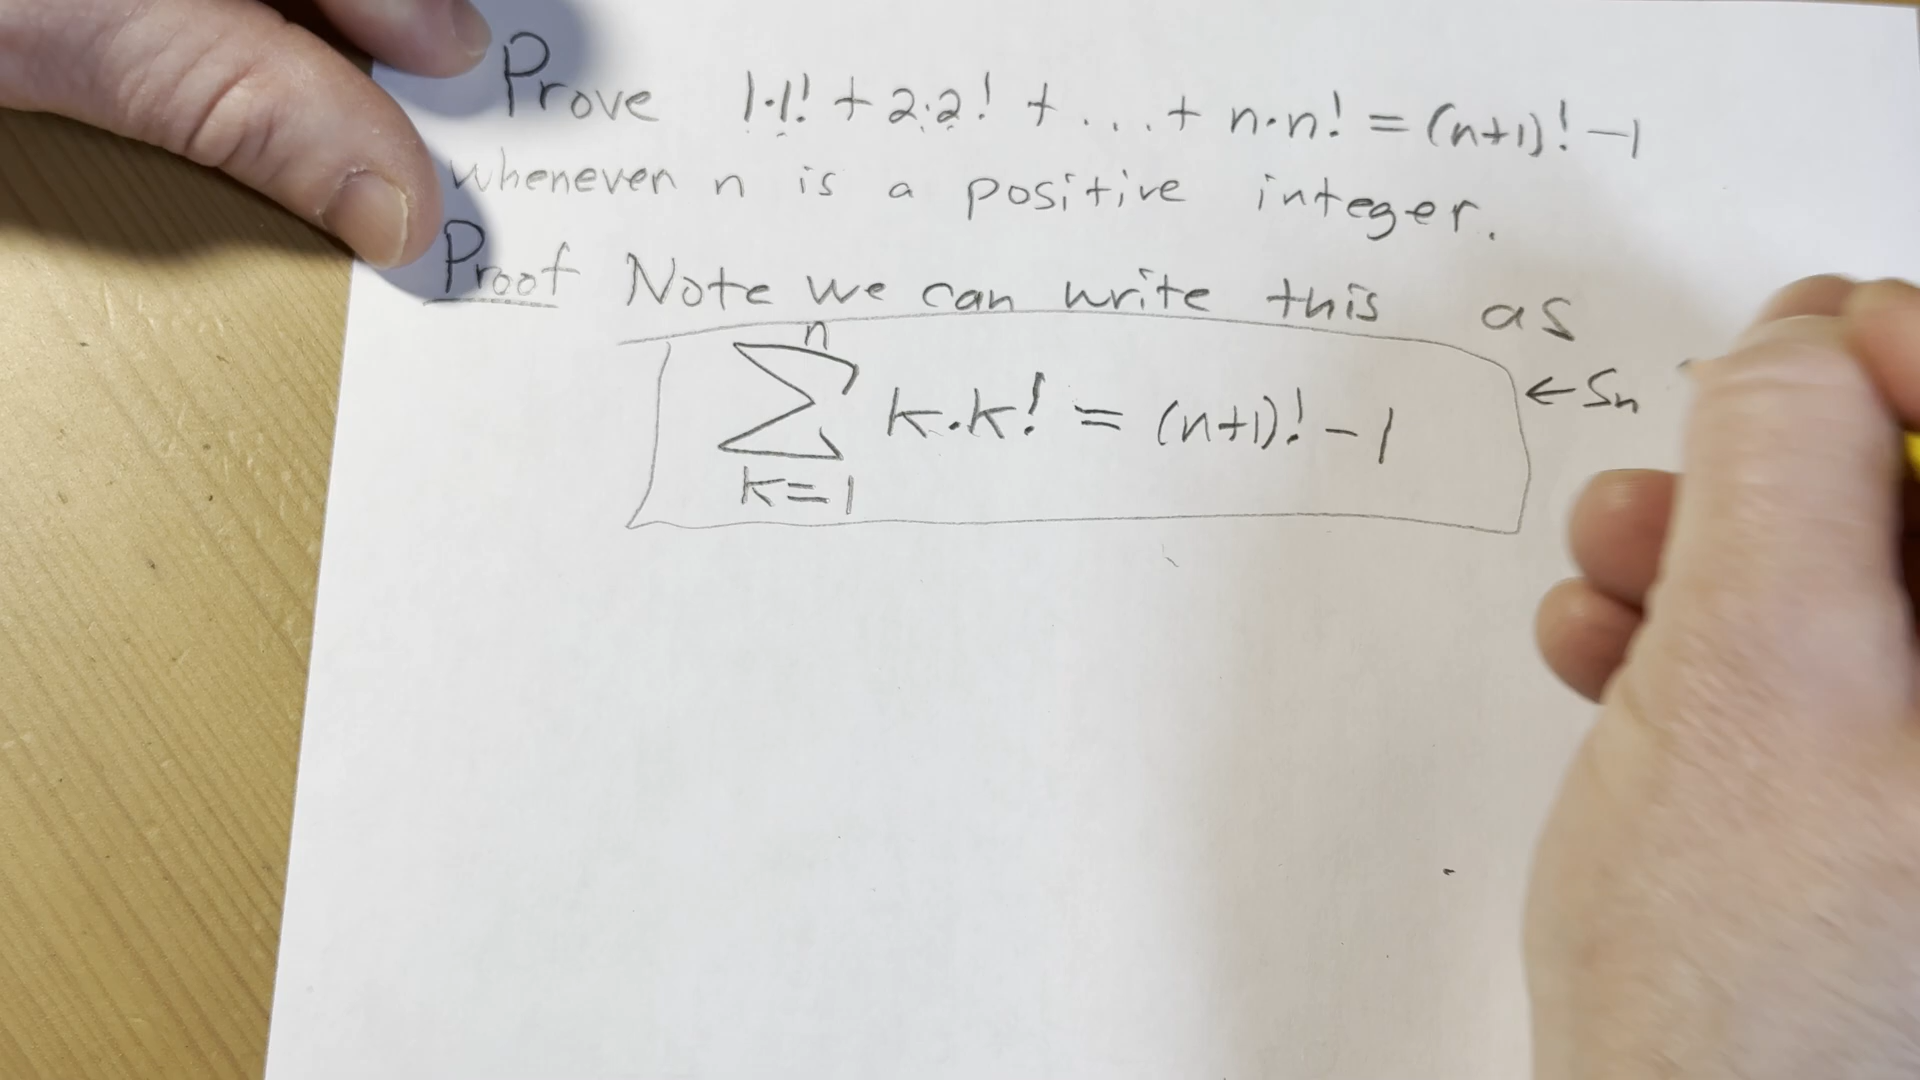 Prove 1·1! + 2·2! + ... + n·n! = (n+1)! - 1
whenever n is a positive integer.
Proof Note we can write this as
n
∑ k·k! = (n+1)! - 1 ← Sn
k=1